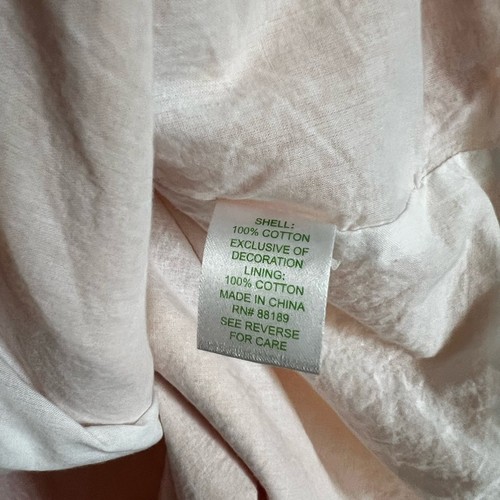 SHELL:
100% COTTON
EXCLUSIVE OF
DECORATION
LINING:
100% COTTON
MADE IN CHINA
RN# 88189
SEE REVERSE
FOR CARE